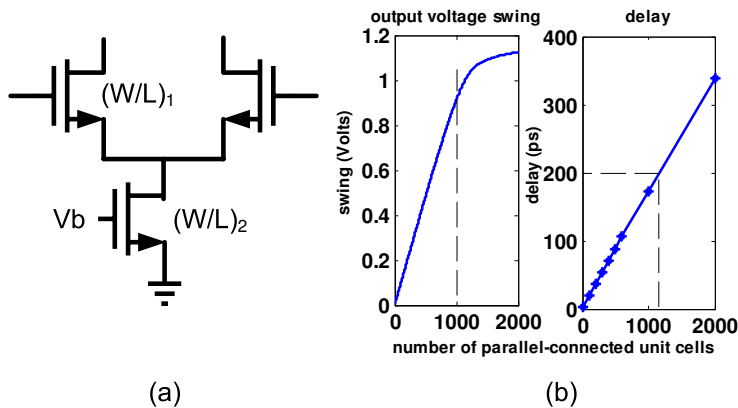 (W/L)1
Vb
(W/L)2
(a)
output voltage swing
swing (Volts)
1.2
1
0.8
0.6
0.4
0.2
0
0 1000 2000
delay
delay (ps)
400
300
200
100
0
0 1000 2000
number of parallel-connected unit cells
(b)